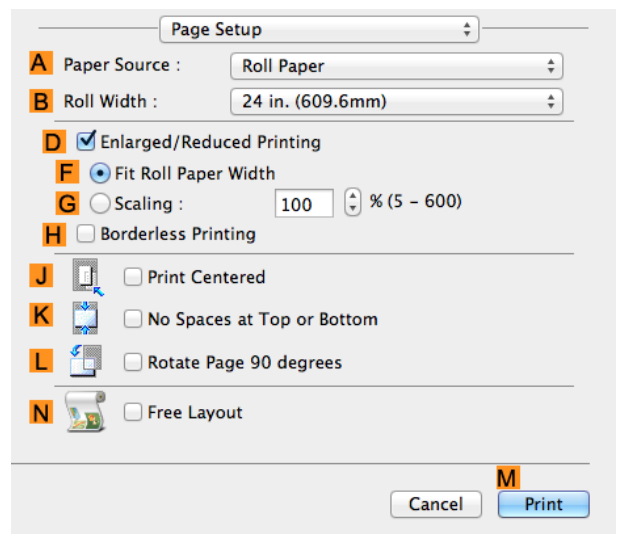 Page Setup
A Paper Source : Roll Paper
B Roll Width : 24 in. (609.6mm)
D Enlarged/Reduced Printing
F Fit Roll Paper Width
G Scaling : 100 % (5 - 600)
H Borderless Printing
J Print Centered
K No Spaces at Top or Bottom
L Rotate Page 90 degrees
N Free Layout
M
Cancel Print